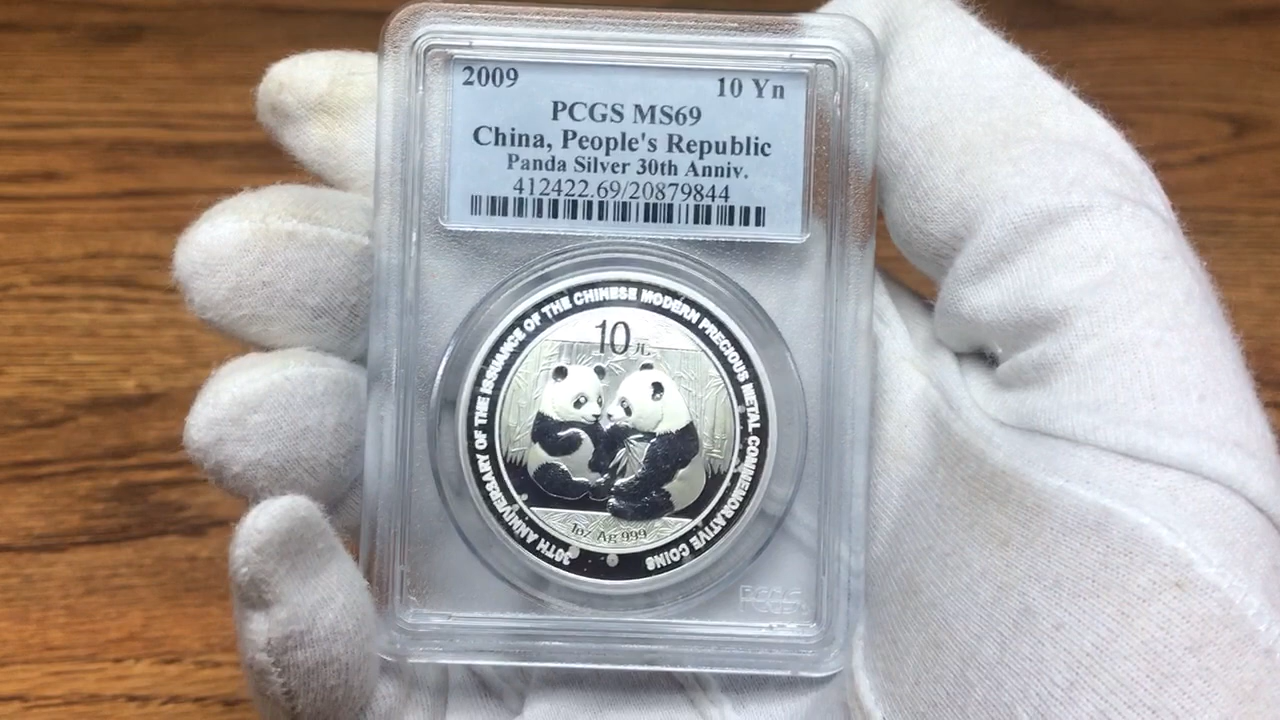 2009 10 Yn
PCGS MS69
China, People's Republic
Panda Silver 30th Anniv.
412422.69/20879844
30TH ANNIVERSARY OF THE ISSUANCE OF THE CHINESE MODERN PRECIOUS METAL COMMEMORATIVE COINS
10元
1oz Ag 999
PCGS